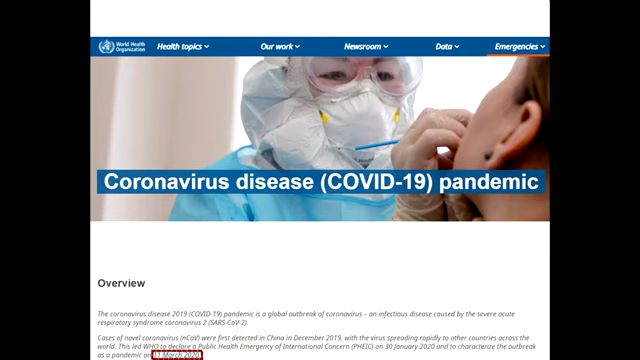 World Health
Organization
Health topics
Our work
Newsroom
Data
Emergencies
Coronavirus disease (COVID-19) pandemic
Overview
The coronavirus disease 2019 (COVID-19) pandemic is a global outbreak of coronavirus – an infectious disease caused by the severe acute
respiratory syndrome coronavirus 2 (SARS-CoV-2).
Cases of novel coronavirus (nCoV) were first detected in China in December 2019, with the virus spreading rapidly to other countries across the
world. This led WHO to declare a Public Health Emergency of International Concern (PHEIC) on 30 January 2020 and to characterize the outbreak
as a pandemic on 11 March 2020.